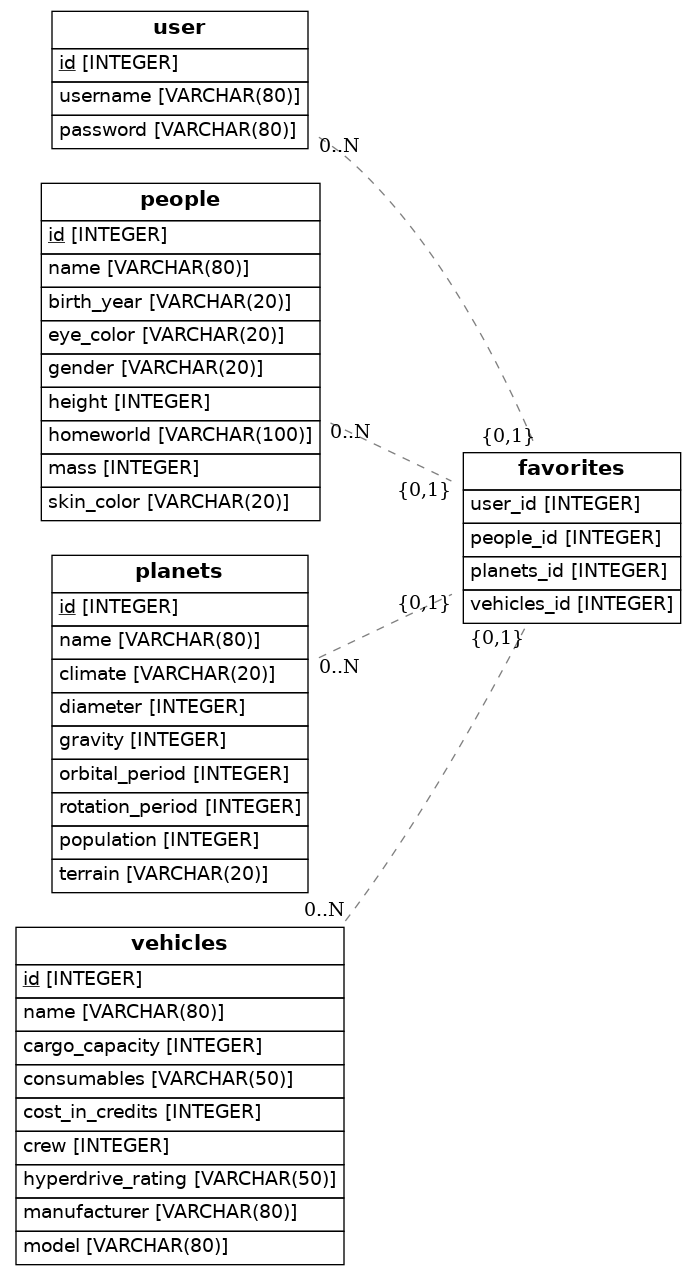 user
id [INTEGER]
username [VARCHAR(80)]
password [VARCHAR(80)]
0..N
people
id [INTEGER]
name [VARCHAR(80)]
birth_year [VARCHAR(20)]
eye_color [VARCHAR(20)]
gender [VARCHAR(20)]
height [INTEGER]
homeworld [VARCHAR(100)]
mass [INTEGER]
skin_color [VARCHAR(20)]
0..N
{0,1}
{0,1}
favorites
user_id [INTEGER]
people_id [INTEGER]
planets_id [INTEGER]
vehicles_id [INTEGER]
{0,1}
{0,1}
planets
id [INTEGER]
name [VARCHAR(80)]
climate [VARCHAR(20)]
diameter [INTEGER]
gravity [INTEGER]
orbital_period [INTEGER]
rotation_period [INTEGER]
population [INTEGER]
terrain [VARCHAR(20)]
0..N
0..N
vehicles
id [INTEGER]
name [VARCHAR(80)]
cargo_capacity [INTEGER]
consumables [VARCHAR(50)]
cost_in_credits [INTEGER]
crew [INTEGER]
hyperdrive_rating [VARCHAR(50)]
manufacturer [VARCHAR(80)]
model [VARCHAR(80)]